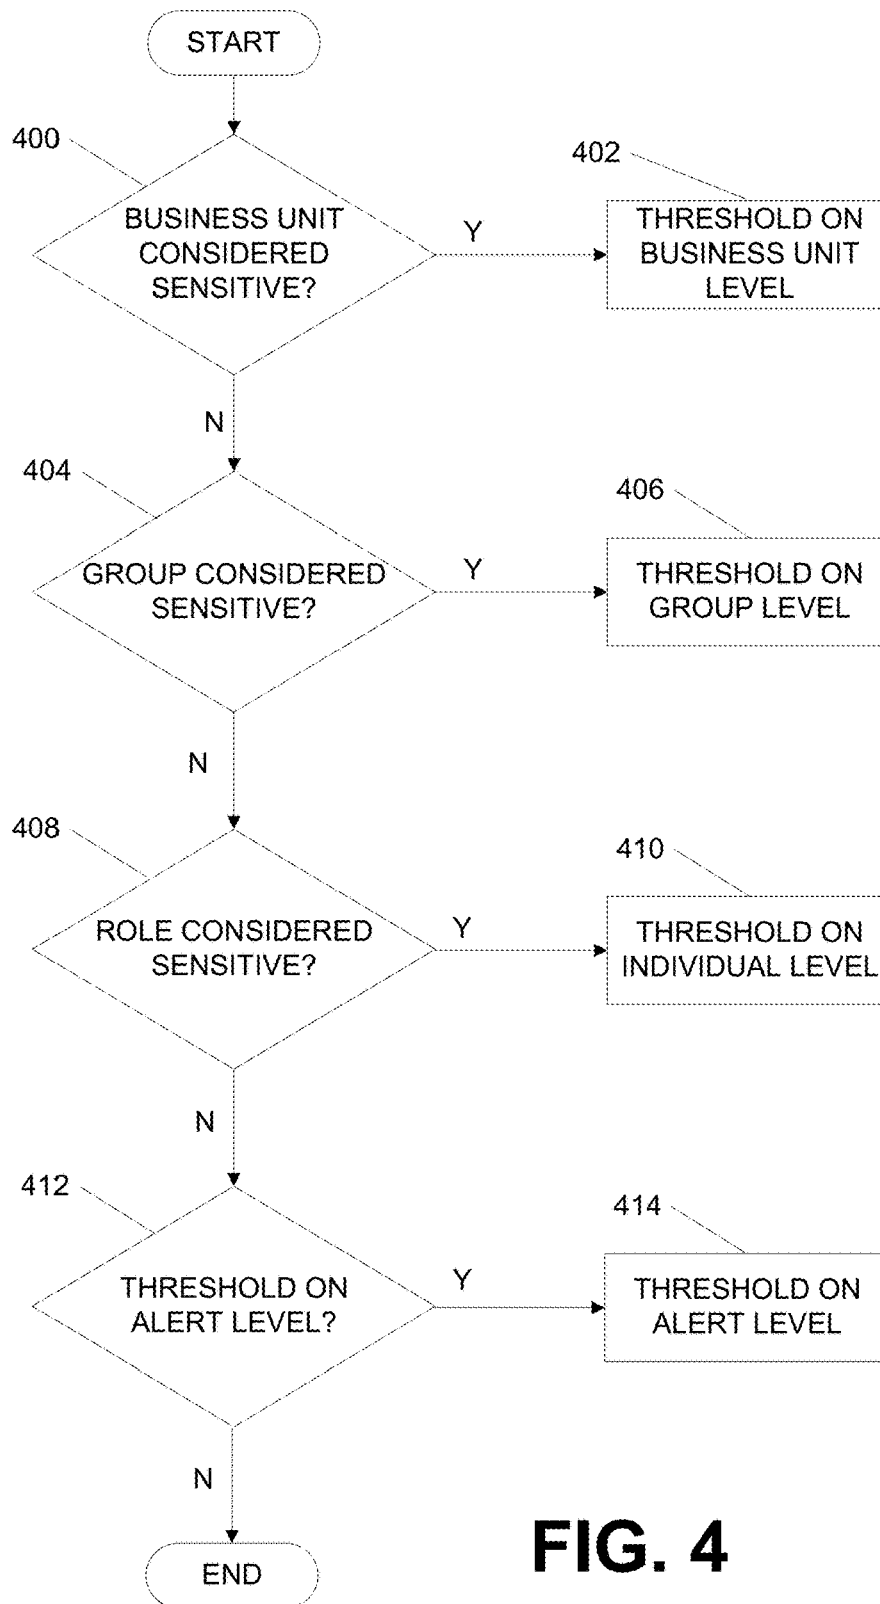 START
400
BUSINESS UNIT
CONSIDERED
SENSITIVE?
Y
402
THRESHOLD ON
BUSINESS UNIT
LEVEL
N
404
GROUP CONSIDERED
SENSITIVE?
Y
406
THRESHOLD ON
GROUP LEVEL
N
408
ROLE CONSIDERED
SENSITIVE?
Y
410
THRESHOLD ON
INDIVIDUAL LEVEL
N
412
THRESHOLD ON
ALERT LEVEL?
Y
414
THRESHOLD ON
ALERT LEVEL
N
END
FIG. 4